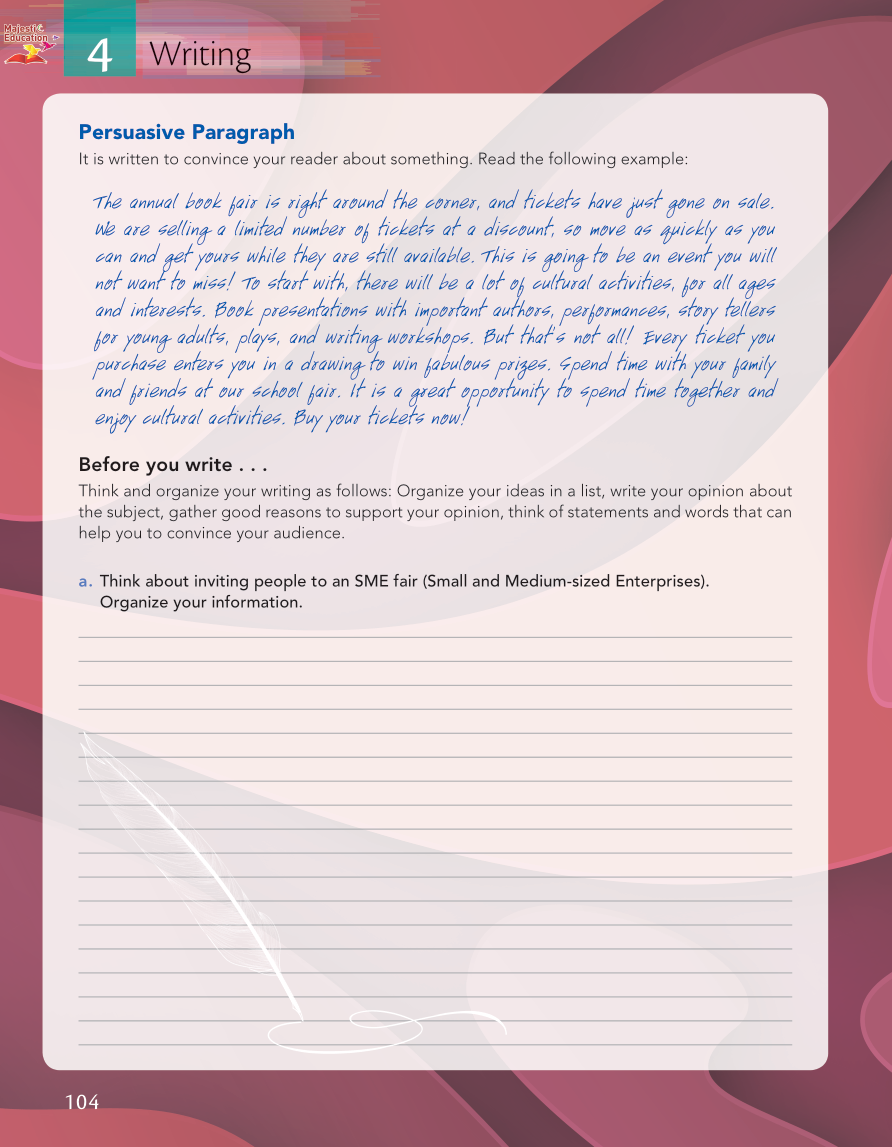 Majestic
Education
4 Writing
Persuasive Paragraph
It is written to convince your reader about something. Read the following example:
The annual book fair is right around the corner, and tickets have just gone on sale.
We are selling a limited number of tickets at a discount, so move as quickly as you
can and get yours while they are still available. This is going to be an event you will
not want to miss! To start with, there will be a lot of cultural activities, for all ages
and interests. Book presentations with important authors, performances, story tellers
for young adults, plays, and writing workshops. But that's not all! Every ticket you
purchase enters you in a drawing to win fabulous prizes. Spend time with your family
and friends at our school fair. It is a great opportunity to spend time together and
enjoy cultural activities. Buy your tickets now!
Before you write . . .
Think and organize your writing as follows: Organize your ideas in a list, write your opinion about
the subject, gather good reasons to support your opinion, think of statements and words that can
help you to convince your audience.
a. Think about inviting people to an SME fair (Small and Medium-sized Enterprises).
Organize your information.
104